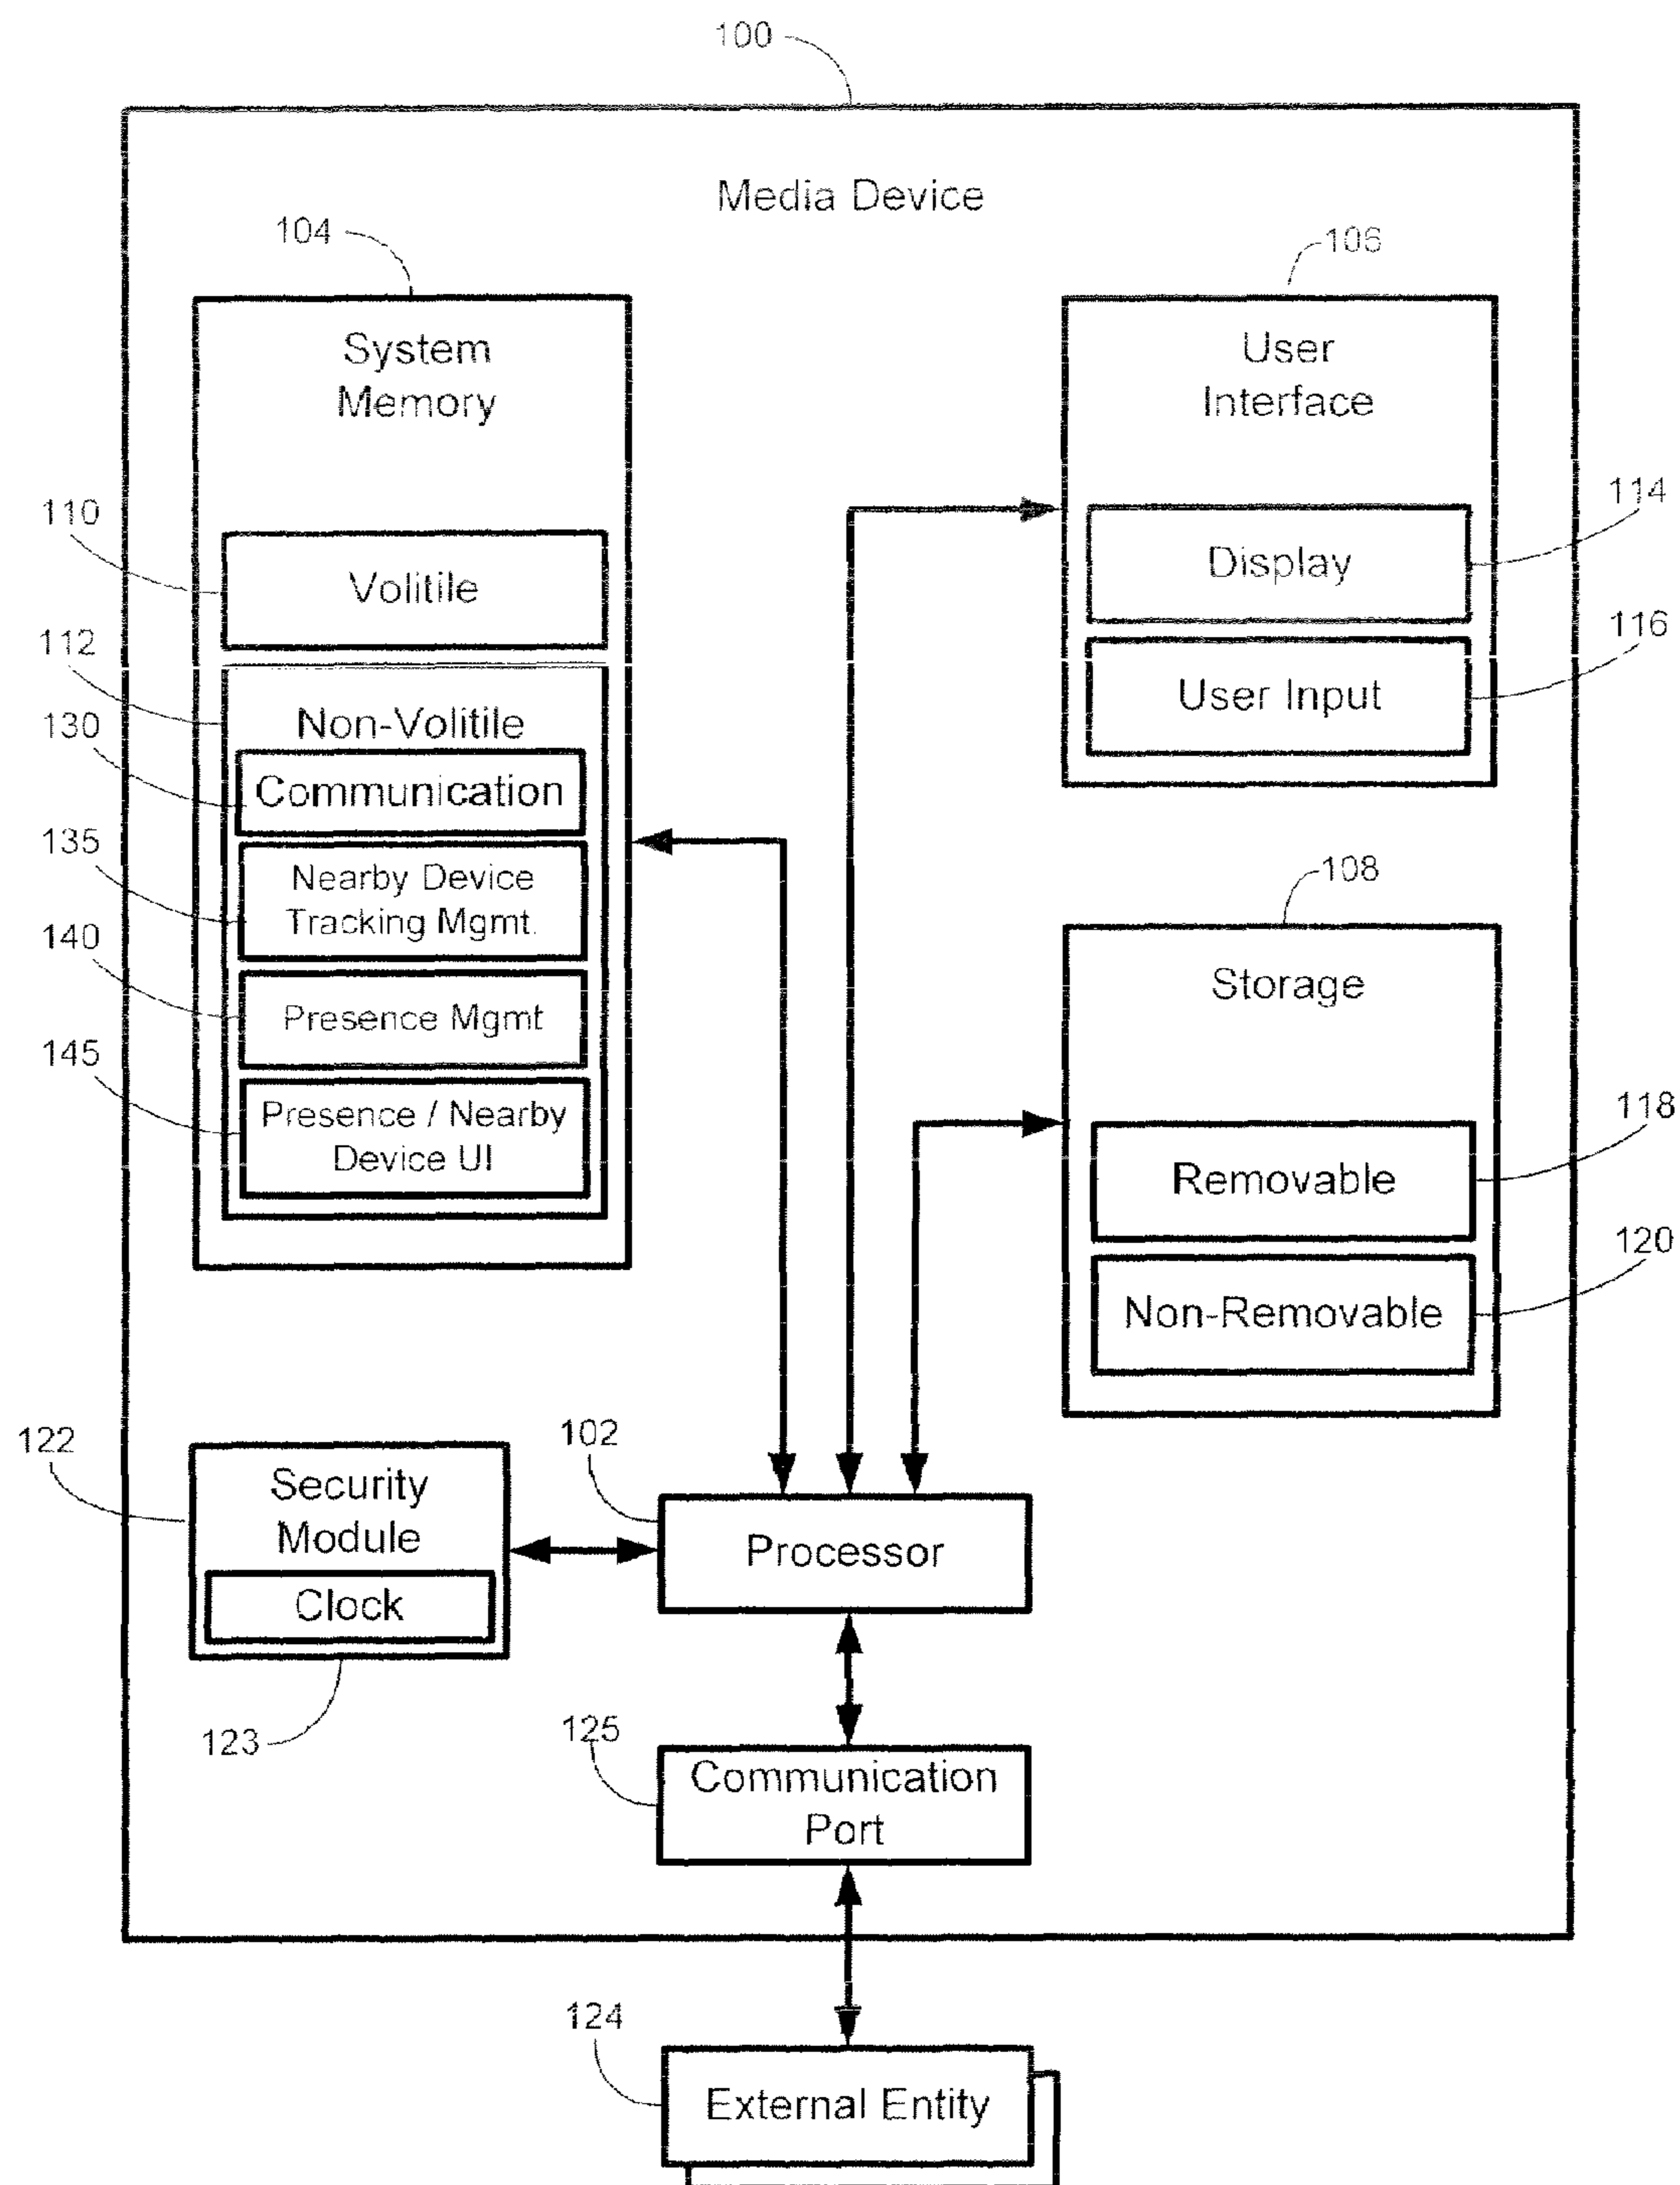 100
Media Device
104
System
Memory
110
Volitile
112
Non-Volitile
130
Communication
135
Nearby Device
Tracking Mgmt.
140
Presence Mgmt
145
Presence / Nearby
Device UI
106
User
Interface
114
Display
116
User Input
108
Storage
118
Removable
120
Non-Removable
122
Security
Module
Clock
123
102
Processor
125
Communication
Port
124
External Entity